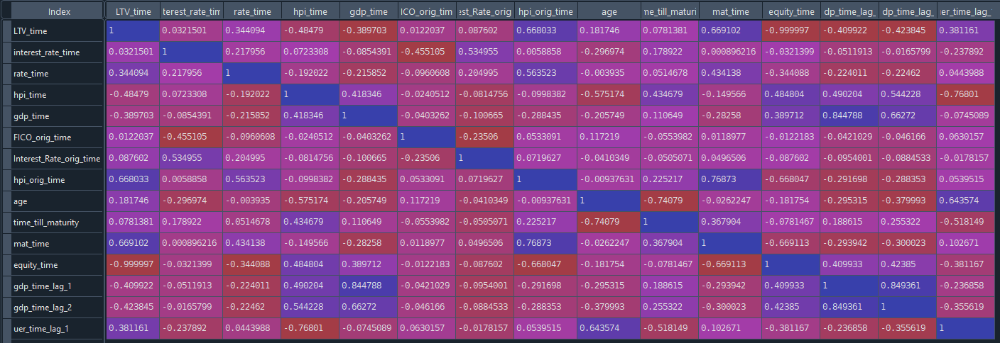 Index LTV_time terest_rate_tim rate_time hpi_time gdp_time ICO_orig_tim est_Rate_orig hpi_orig_time age ne_till_maturi mat_time equity_time dp_time_lag_ dp_time_lag_ uer_time_lag_
LTV_time 1 0.0321501 0.344094 -0.48479 -0.389703 0.0122037 0.087602 0.668033 0.181746 0.0781381 0.669102 -0.999997 -0.409922 -0.423845 0.381161
interest_rate_time 0.0321501 1 0.217956 0.0723308 -0.0854391 -0.455105 0.534955 0.0058858 -0.296974 0.178922 0.000896216 -0.0321399 -0.0511913 -0.0165799 -0.237892
rate_time 0.344094 0.217956 1 -0.192022 -0.215852 -0.0960608 0.204995 0.563523 -0.003935 0.0514678 0.434138 -0.344088 -0.224011 -0.22462 0.0443988
hpi_time -0.48479 0.0723308 -0.192022 1 0.418346 -0.0240512 -0.0814756 -0.0998382 -0.575174 0.434679 -0.149566 0.484804 0.490204 0.544228 -0.76801
gdp_time -0.389703 -0.0854391 -0.215852 0.418346 1 -0.0403262 -0.100665 -0.288435 -0.205749 0.110649 -0.28258 0.389712 0.844788 0.66272 -0.0745089
FICO_orig_time 0.0122037 -0.455105 -0.0960608 -0.0240512 -0.0403262 1 -0.23506 0.0533091 0.117219 -0.0553982 0.0118977 -0.0122183 -0.0421029 -0.046166 0.0630157
Interest_Rate_orig_time 0.087602 0.534955 0.204995 -0.0814756 -0.100665 -0.23506 1 0.0719627 -0.0410349 -0.0505071 0.0496506 -0.087602 -0.0954001 -0.0884533 -0.0178157
hpi_orig_time 0.668033 0.0058858 0.563523 -0.0998382 -0.288435 0.0533091 0.0719627 1 -0.00937631 0.225217 0.76873 -0.668047 -0.291698 -0.288353 0.0539515
age 0.181746 -0.296974 -0.003935 -0.575174 -0.205749 0.117219 -0.0410349 -0.00937631 1 -0.74079 -0.0262247 -0.181754 -0.295315 -0.379993 0.643574
time_till_maturity 0.0781381 0.178922 0.0514678 0.434679 0.110649 -0.0553982 -0.0505071 0.225217 -0.74079 1 0.367904 -0.0781467 0.188615 0.255322 -0.518149
mat_time 0.669102 0.000896216 0.434138 -0.149566 -0.28258 0.0118977 0.0496506 0.76873 -0.0262247 0.367904 1 -0.669113 -0.293942 -0.300023 0.102671
equity_time -0.999997 -0.0321399 -0.344088 0.484804 0.389712 -0.0122183 -0.087602 -0.668047 -0.181754 -0.0781467 -0.669113 1 0.409933 0.42385 -0.381167
gdp_time_lag_1 -0.409922 -0.0511913 -0.224011 0.490204 0.844788 -0.0421029 -0.0954001 -0.291698 -0.295315 0.188615 -0.293942 0.409933 1 0.849361 -0.236858
gdp_time_lag_2 -0.423845 -0.0165799 -0.22462 0.544228 0.66272 -0.046166 -0.0884533 -0.288353 -0.379993 0.255322 -0.300023 0.42385 0.849361 1 -0.355619
uer_time_lag_1 0.381161 -0.237892 0.0443988 -0.76801 -0.0745089 0.0630157 -0.0178157 0.0539515 0.643574 -0.518149 0.102671 -0.381167 -0.236858 -0.355619 1